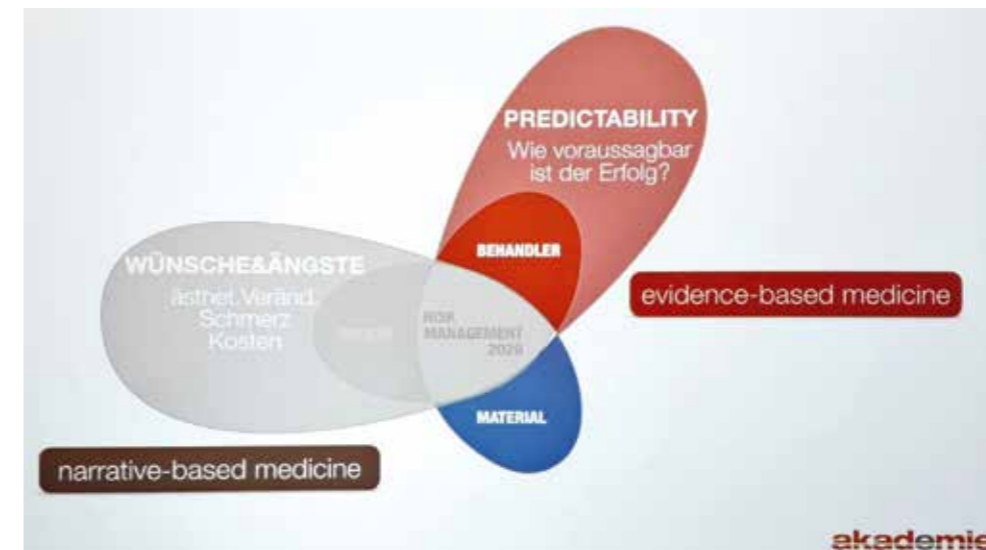 PREDICTABILITY
Wie voraussagbar
ist der Erfolg?
BEHANDLER
WÜNSCHE&ÄNGSTE
ästhet. Veränd.
Schmerz
Kosten
RISK
MANAGEMENT
evidence-based medicine
MATERIAL
narrative-based medicine
akademie